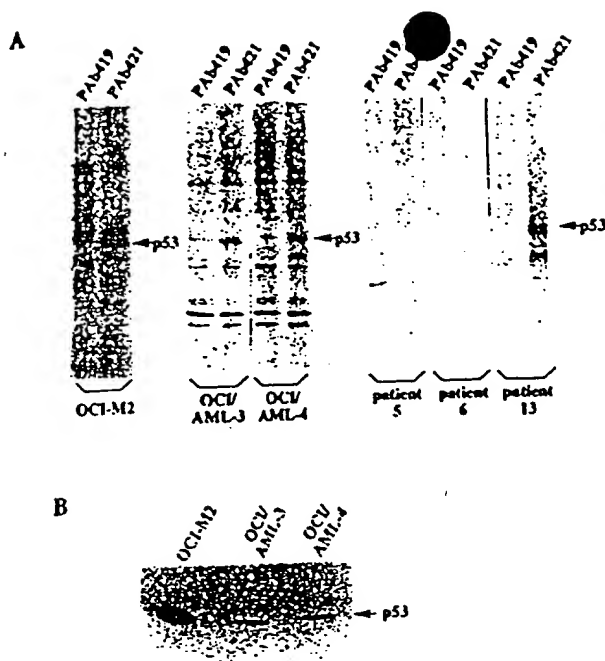 A
PAb419 PAb421 PAb419 PAb421 PAb419 PAb421 PAb419 PAb PAb419 PAb421 PAb419 PAb421
p53 p53 p53
OCI-M2 OCI/ AML-3 OCI/ AML-4 patient 5 patient 6 patient 13
B
OCI-M2 OCI/ AML-3 OCI/ AML-4
p53